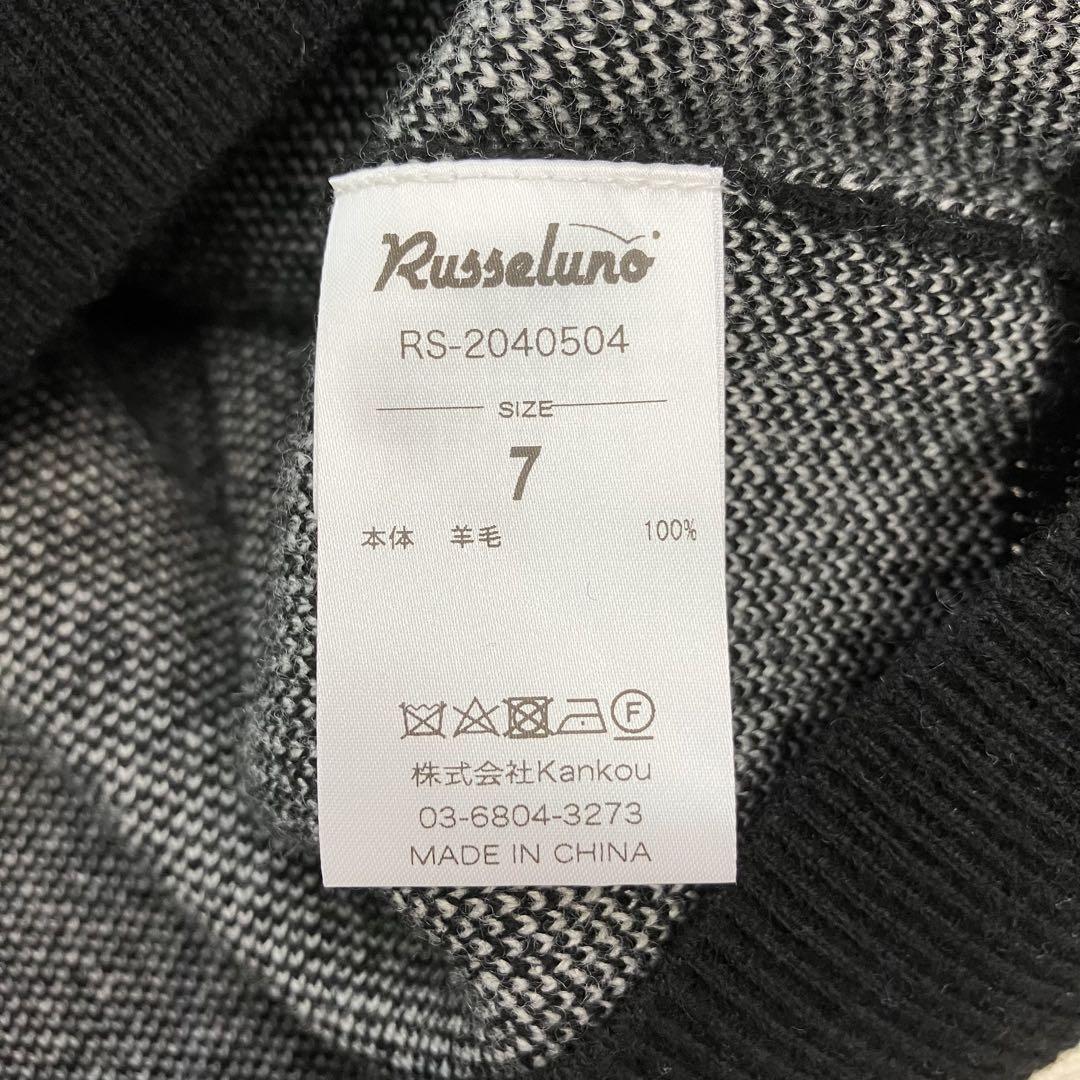 Russeluno
RS-2040504
SIZE
7
本体 羊毛 100%
F
株式会社Kankou
03-6804-3273
MADE IN CHINA